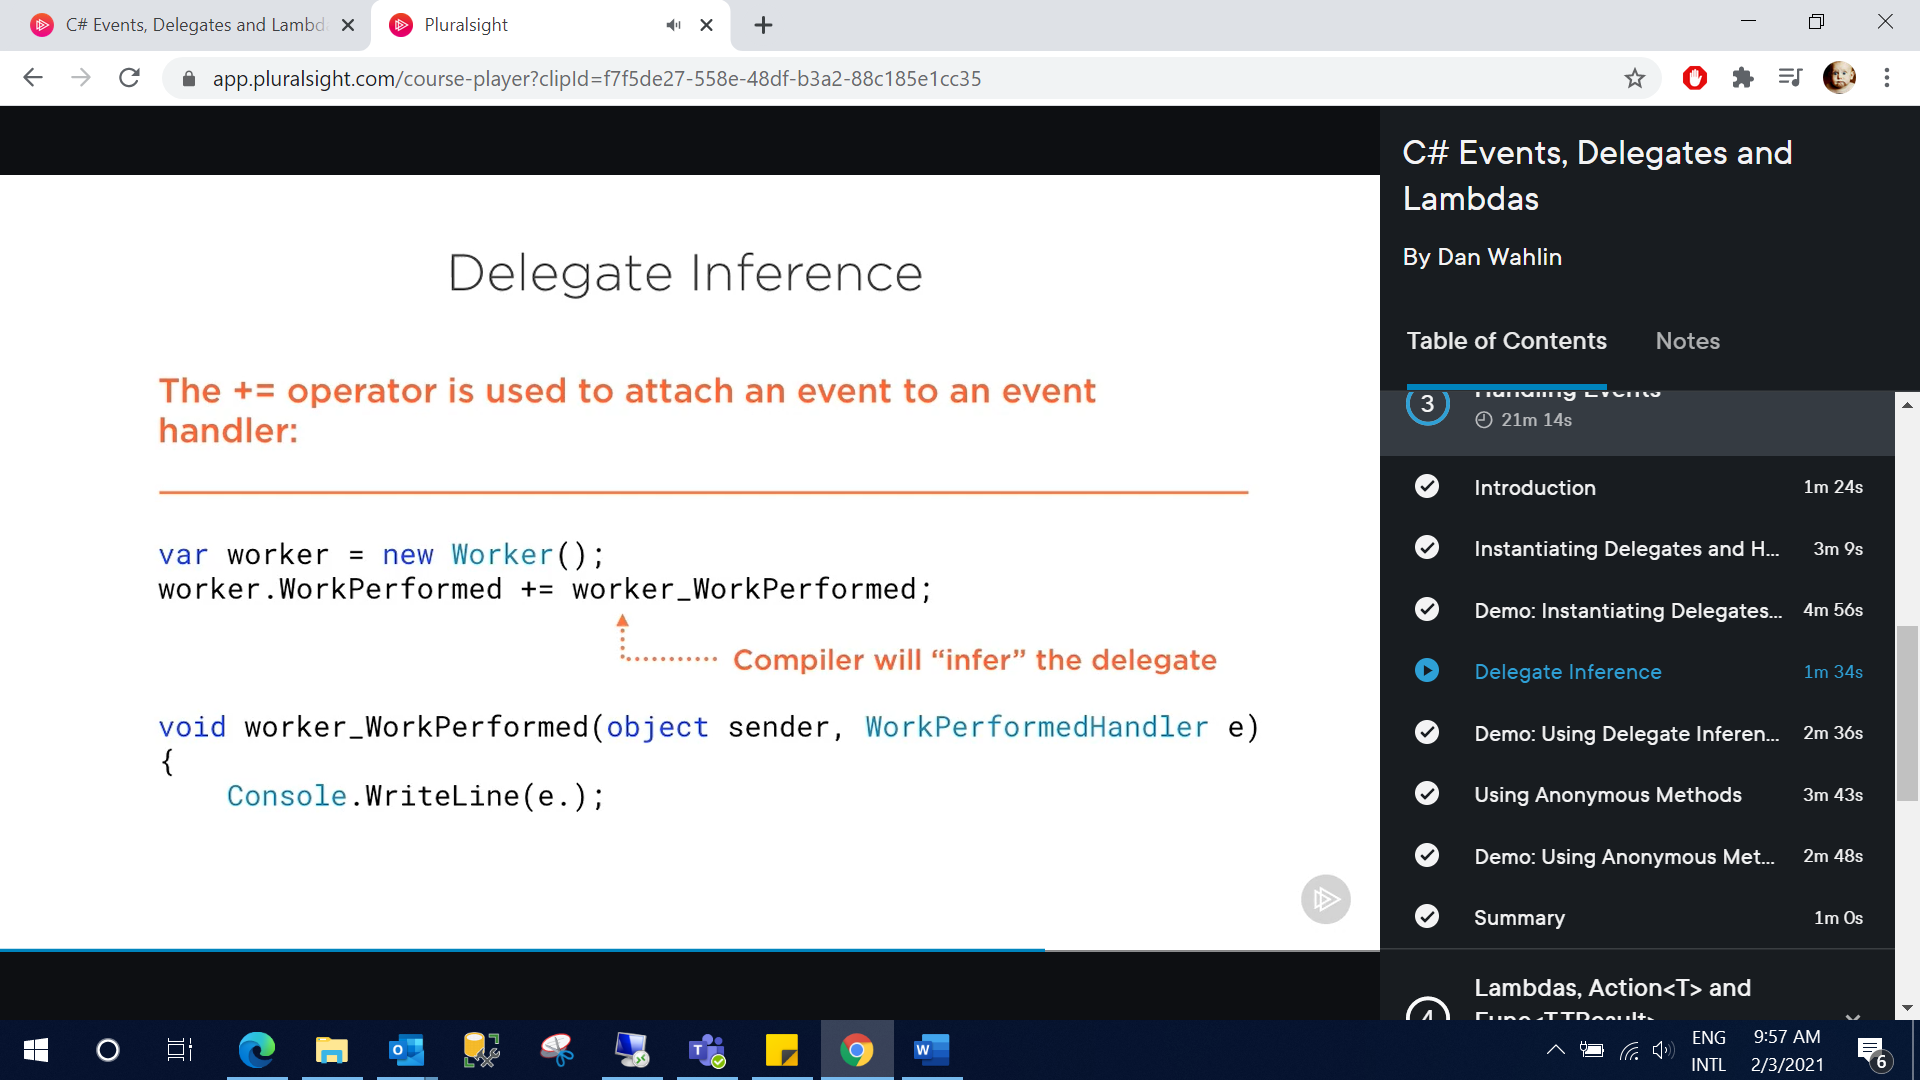 C# Events, Delegates and Lambd
Pluralsight
app.pluralsight.com/course-player?clipId=f7f5de27-558e-48df-b3a2-88c185e1cc35
Delegate Inference
The += operator is used to attach an event to an event
handler:
var worker = new Worker();
worker.WorkPerformed += worker_WorkPerformed;
Compiler will “infer” the delegate
void worker_WorkPerformed(object sender, WorkPerformedHandler e)
{
Console.WriteLine(e.);
C# Events, Delegates and
Lambdas
By Dan Wahlin
Table of Contents
Notes
3
Handling Events
21m 14s
Introduction
1m 24s
Instantiating Delegates and H...
3m 9s
Demo: Instantiating Delegates...
4m 56s
Delegate Inference
1m 34s
Demo: Using Delegate Inferen...
2m 36s
Using Anonymous Methods
3m 43s
Demo: Using Anonymous Met...
2m 48s
Summary
1m 0s
4
Lambdas, Action<T> and
Func<T,TResult>
ENG
INTL
9:57 AM
2/3/2021
6